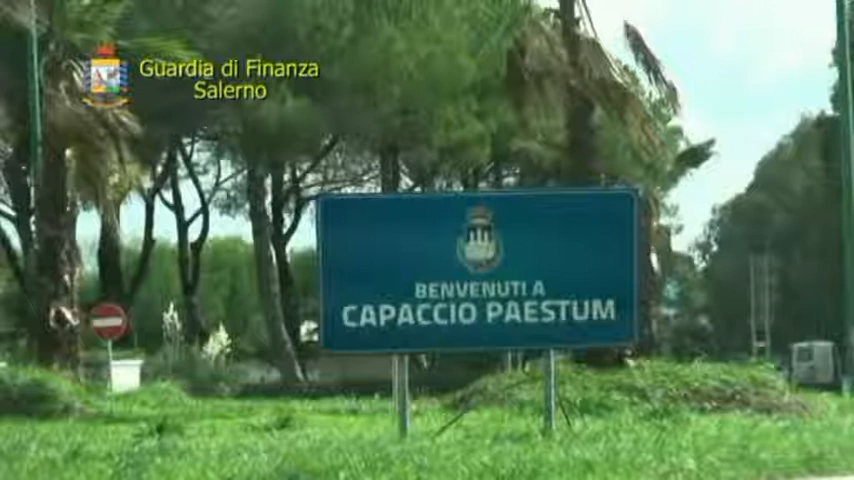 Guardia di Finanza
Salerno
BENVENUTI A
CAPACCIO PAESTUM